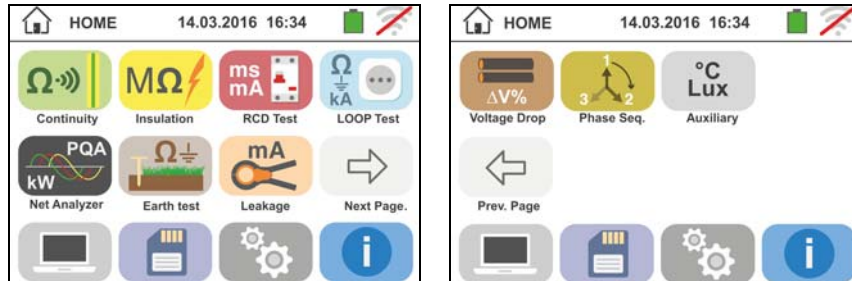 HOME 14.03.2016 16:34
Ω
MΩ
ms
mA
Ω
kA
Continuity Insulation RCD Test LOOP Test
PQA
kW
Ω
mA
Net Analyzer Earth test Leakage Next Page.
i
HOME 14.03.2016 16:34
ΔV%
1
3 2
°C
Lux
Voltage Drop Phase Seq. Auxiliary
Prev. Page
i